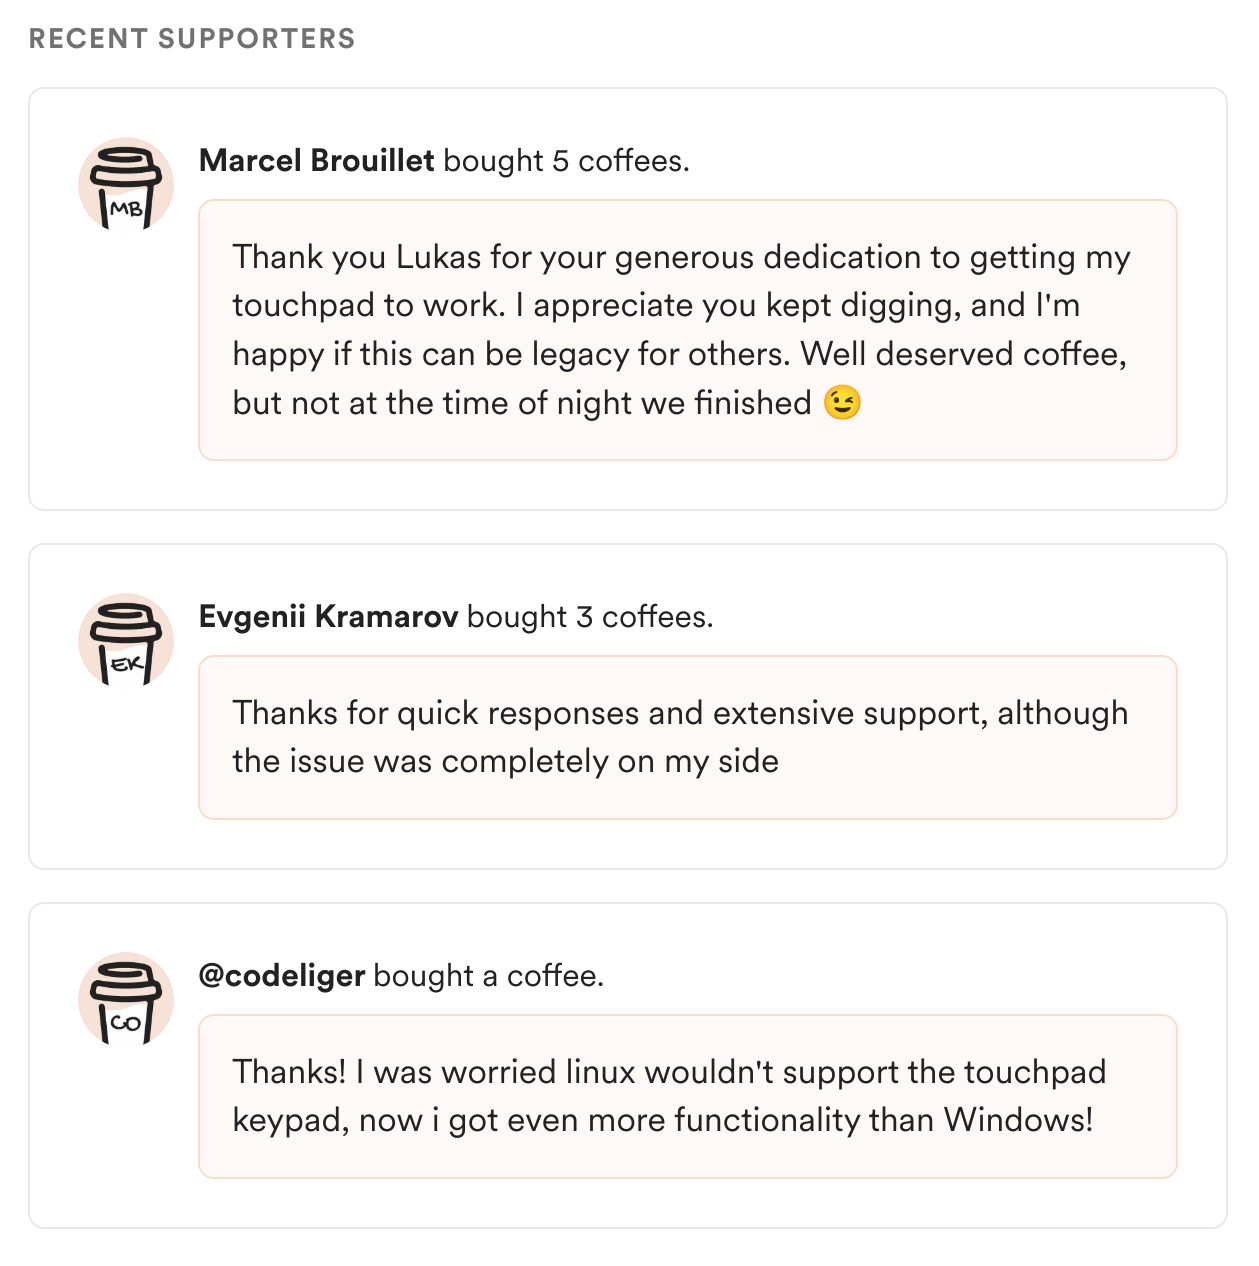 RECENT SUPPORTERS
MB
Marcel Brouillet bought 5 coffees.
Thank you Lukas for your generous dedication to getting my
touchpad to work. I appreciate you kept digging, and I'm
happy if this can be legacy for others. Well deserved coffee,
but not at the time of night we finished 😉
EK
Evgenii Kramarov bought 3 coffees.
Thanks for quick responses and extensive support, although
the issue was completely on my side
CO
@codeliger bought a coffee.
Thanks! I was worried linux wouldn't support the touchpad
keypad, now i got even more functionality than Windows!